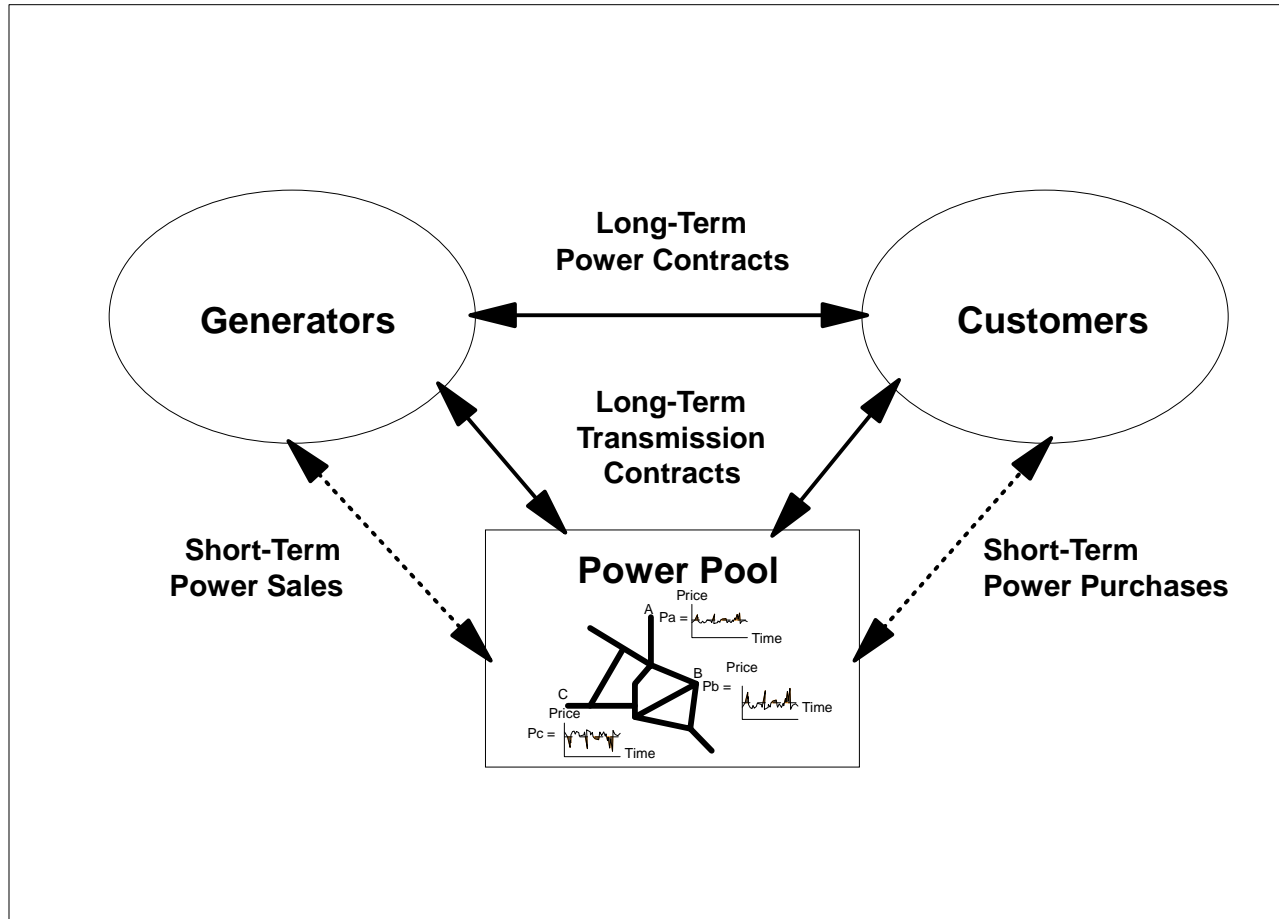 Long-Term
Power Contracts
Generators
Customers
Long-Term
Transmission
Contracts
Short-Term
Power Sales
Short-Term
Power Purchases
Power Pool
Price
A
Pa =
Time
Price
B
Pb =
Time
C
Price
Pc =
Time